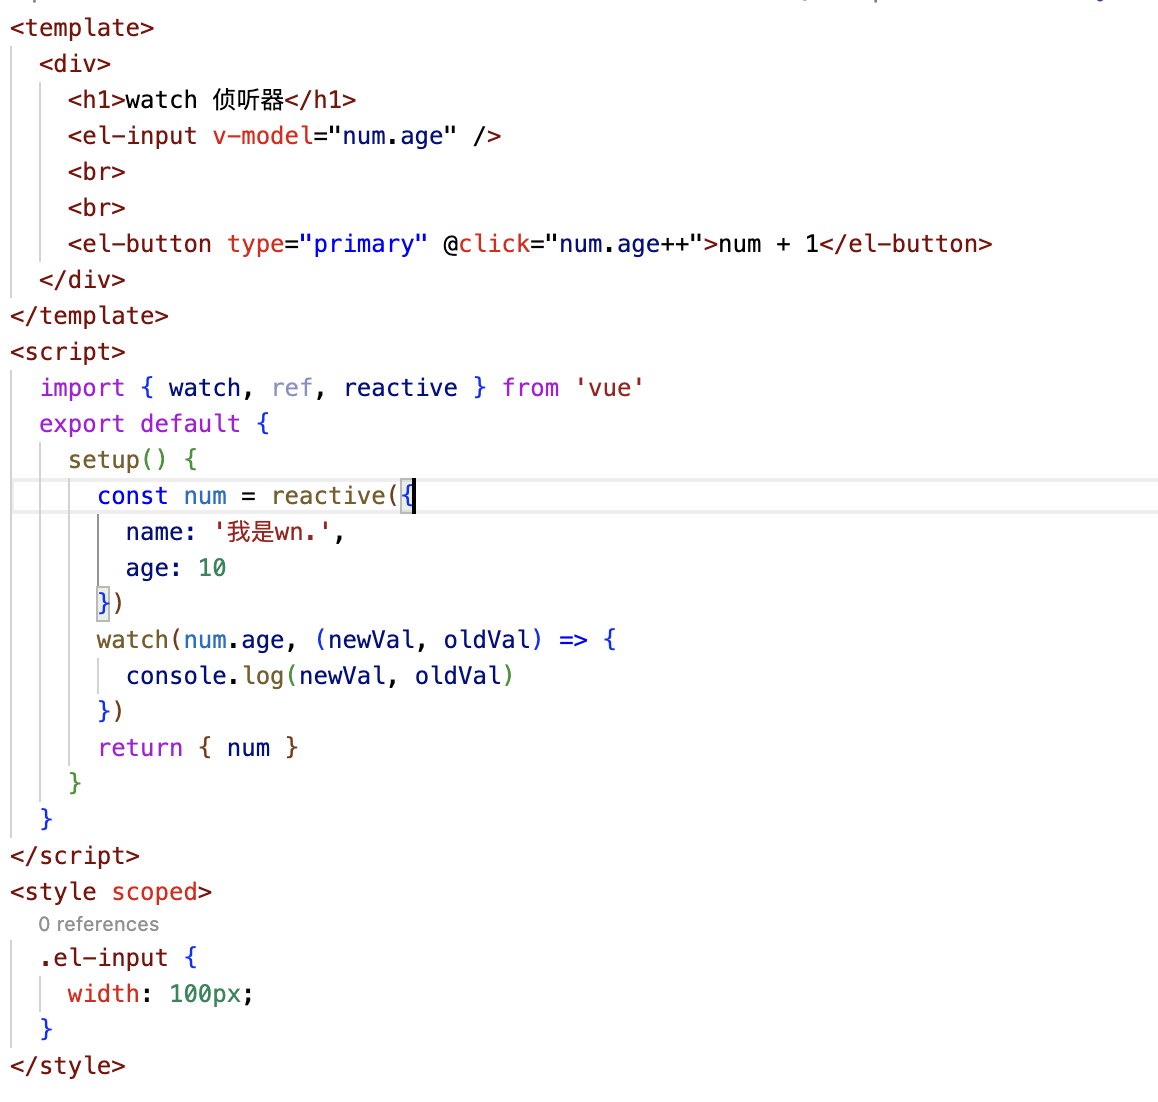 <template>
<div>
<h1>watch 侦听器</h1>
<el-input v-model="num.age" />
<br>
<br>
<el-button type="primary" @click="num.age++">num + 1</el-button>
</div>
</template>
<script>
import { watch, ref, reactive } from 'vue'
export default {
setup() {
const num = reactive({
name: '我是wn.',
age: 10
})
watch(num.age, (newVal, oldVal) => {
console.log(newVal, oldVal)
})
return { num }
}
}
</script>
<style scoped>
0 references
.el-input {
width: 100px;
}
</style>